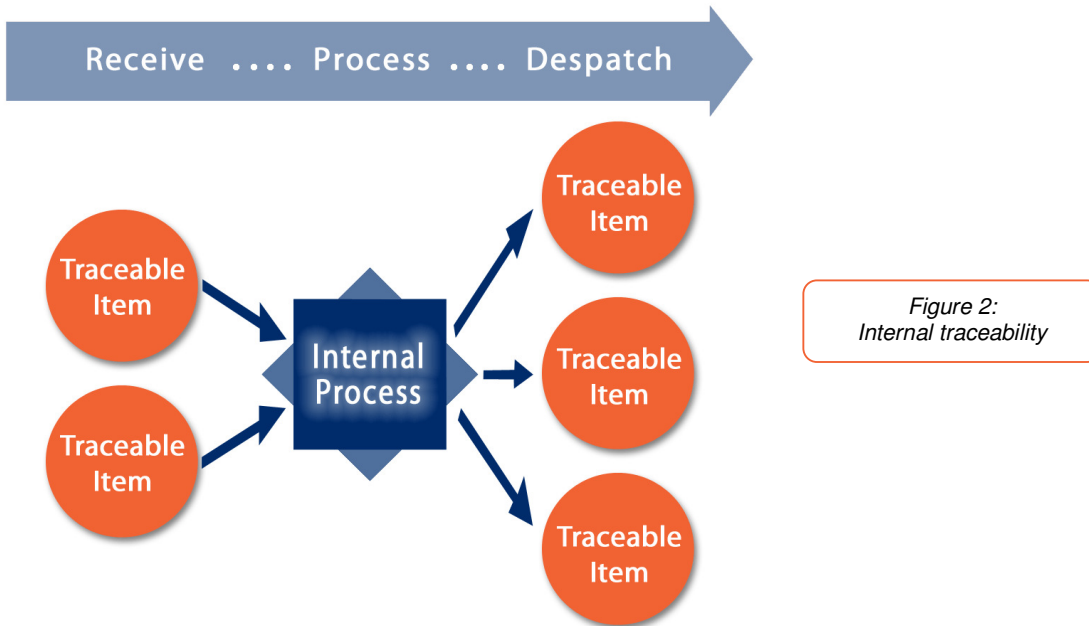 Receive .... Process .... Despatch
Traceable
Item
Traceable
Item
Internal
Process
Traceable
Item
Traceable
Item
Traceable
Item
Figure 2:
Internal traceability